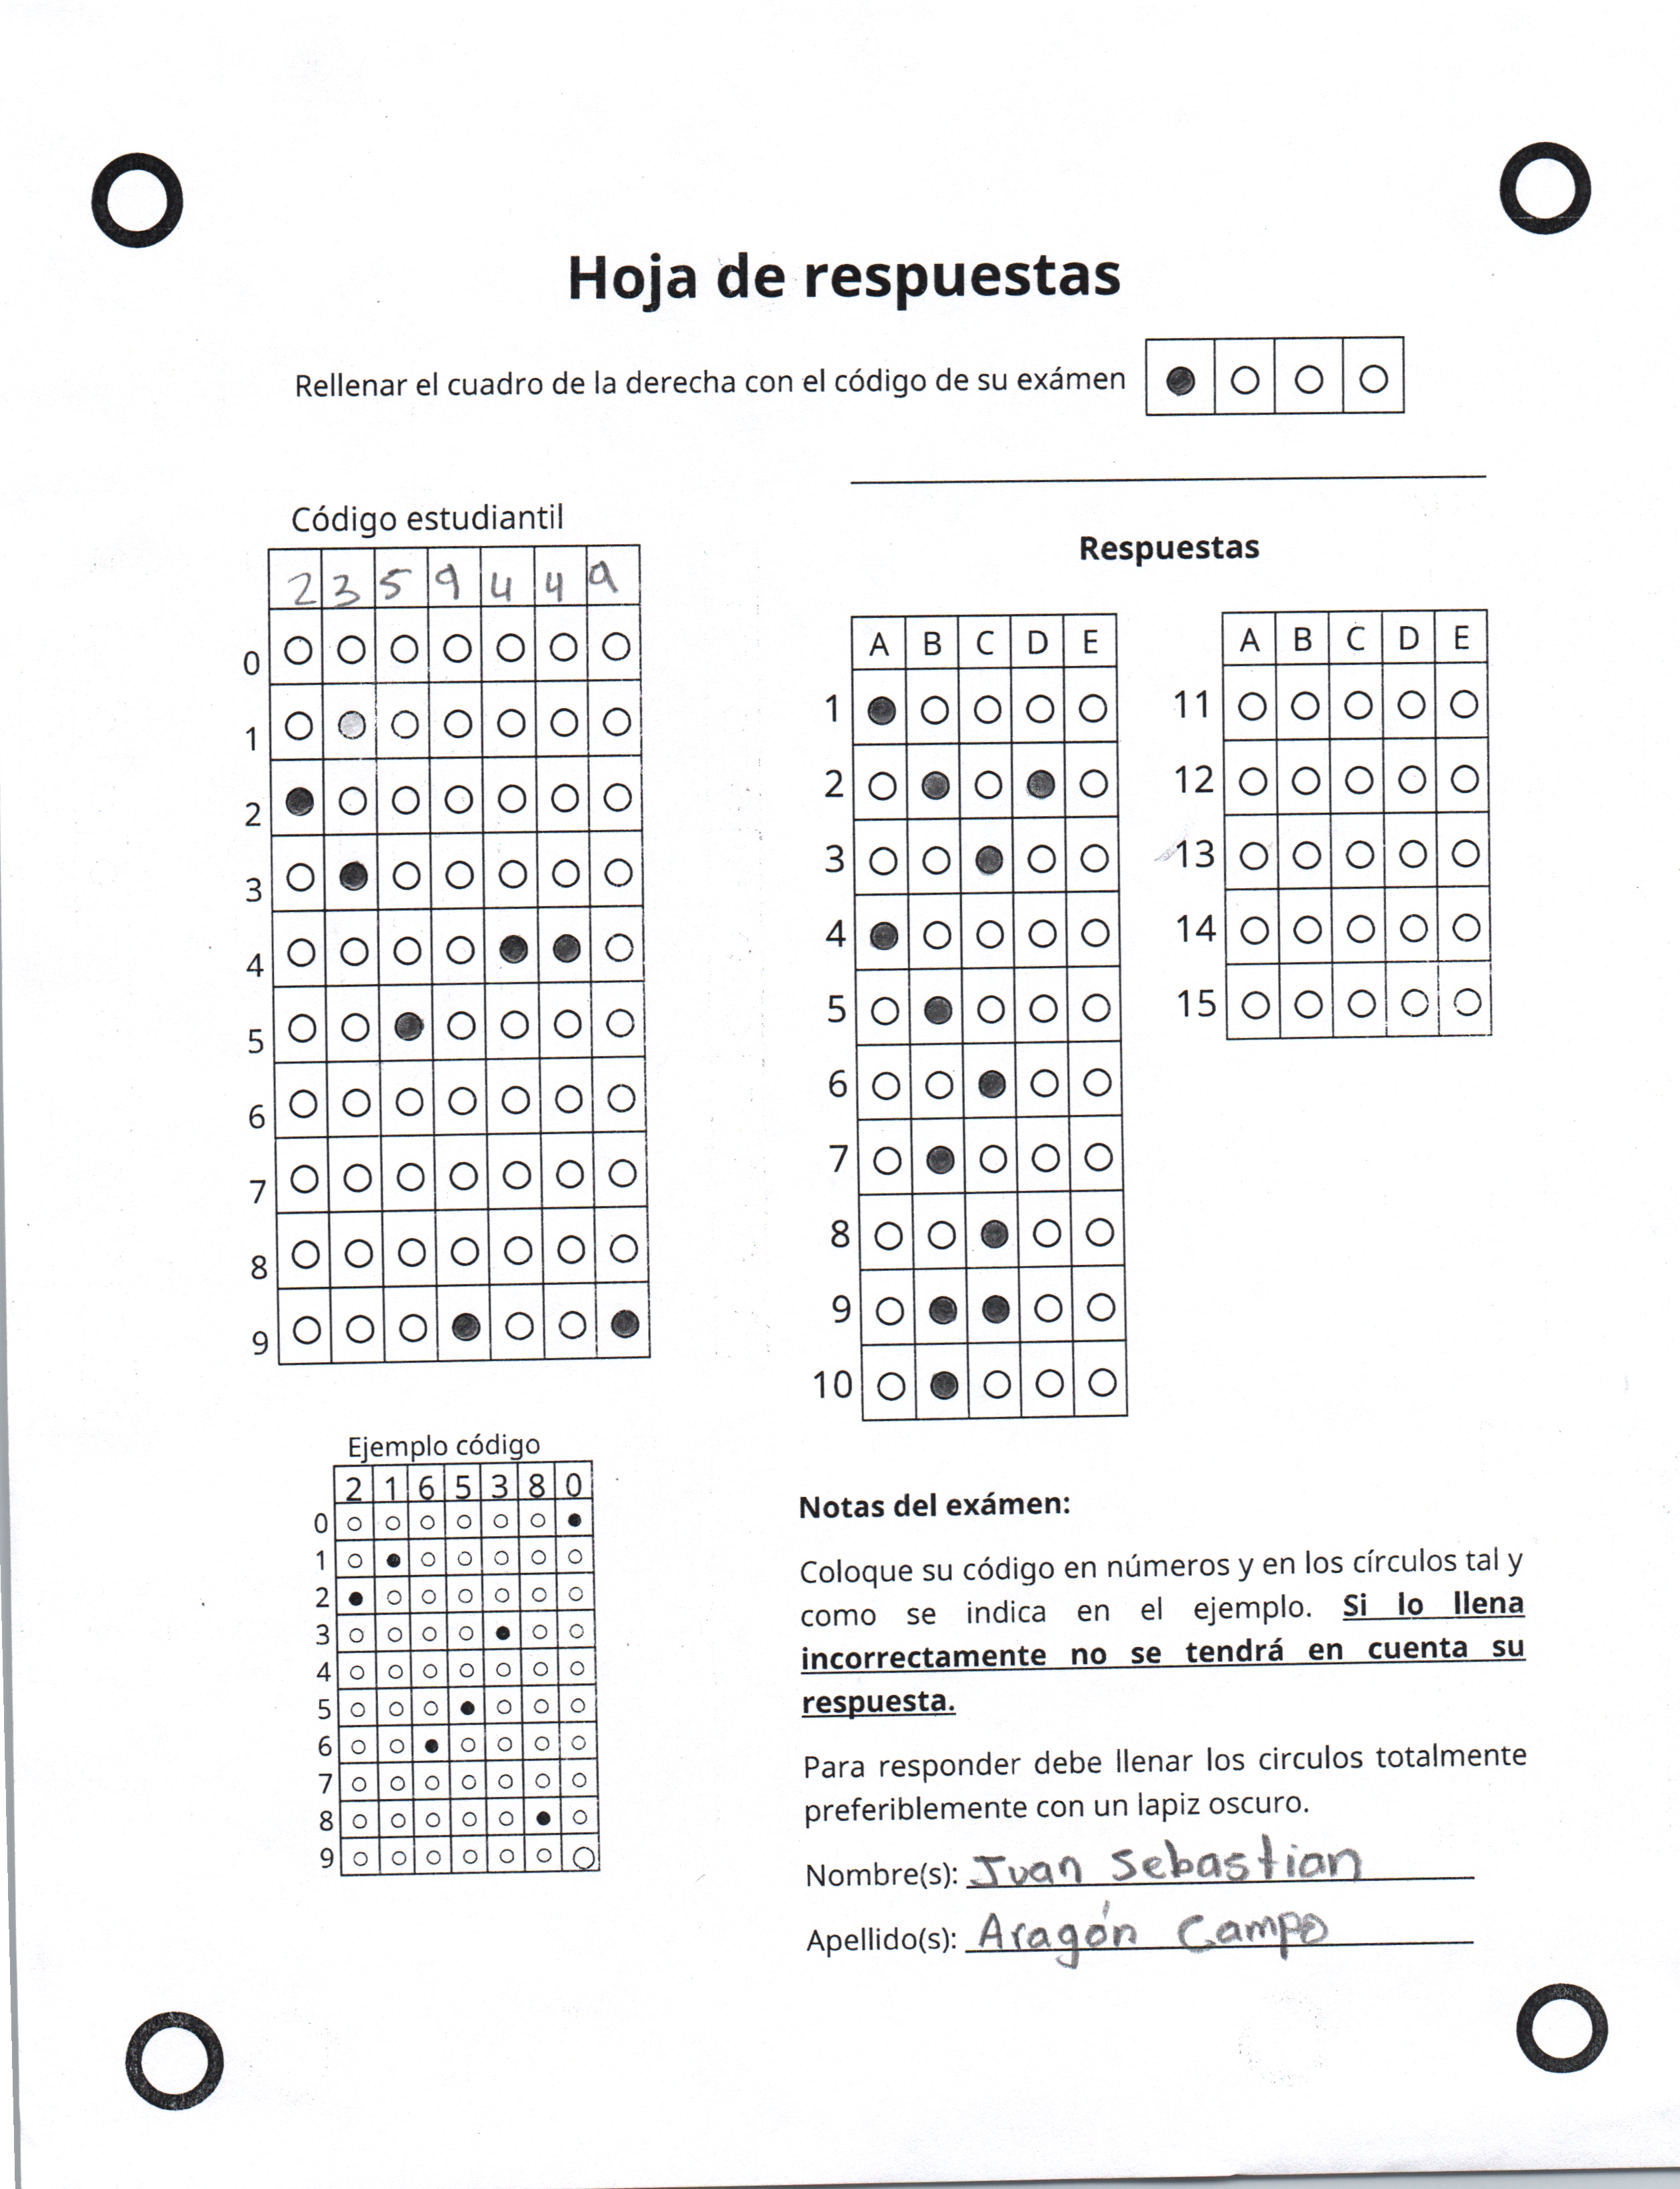 Hoja de respuestas
Rellenar el cuadro de la derecha con el código de su exámen
Código estudiantil
2 3 5 9 4 4 9
0
1
2
3
4
5
6
7
8
9
Respuestas
A B C D E
1
2
3
4
5
6
7
8
9
10
A B C D E
11
12
13
14
15
Ejemplo código
2 1 6 5 3 8 0
0
1
2
3
4
5
6
7
8
9
Notas del exámen:
Coloque su código en números y en los círculos tal y
como se indica en el ejemplo. Si lo llena
incorrectamente no se tendrá en cuenta su
respuesta.
Para responder debe llenar los circulos totalmente
preferiblemente con un lapiz oscuro.
Nombre(s): Juan Sebastian
Apellido(s): Aragón Campo